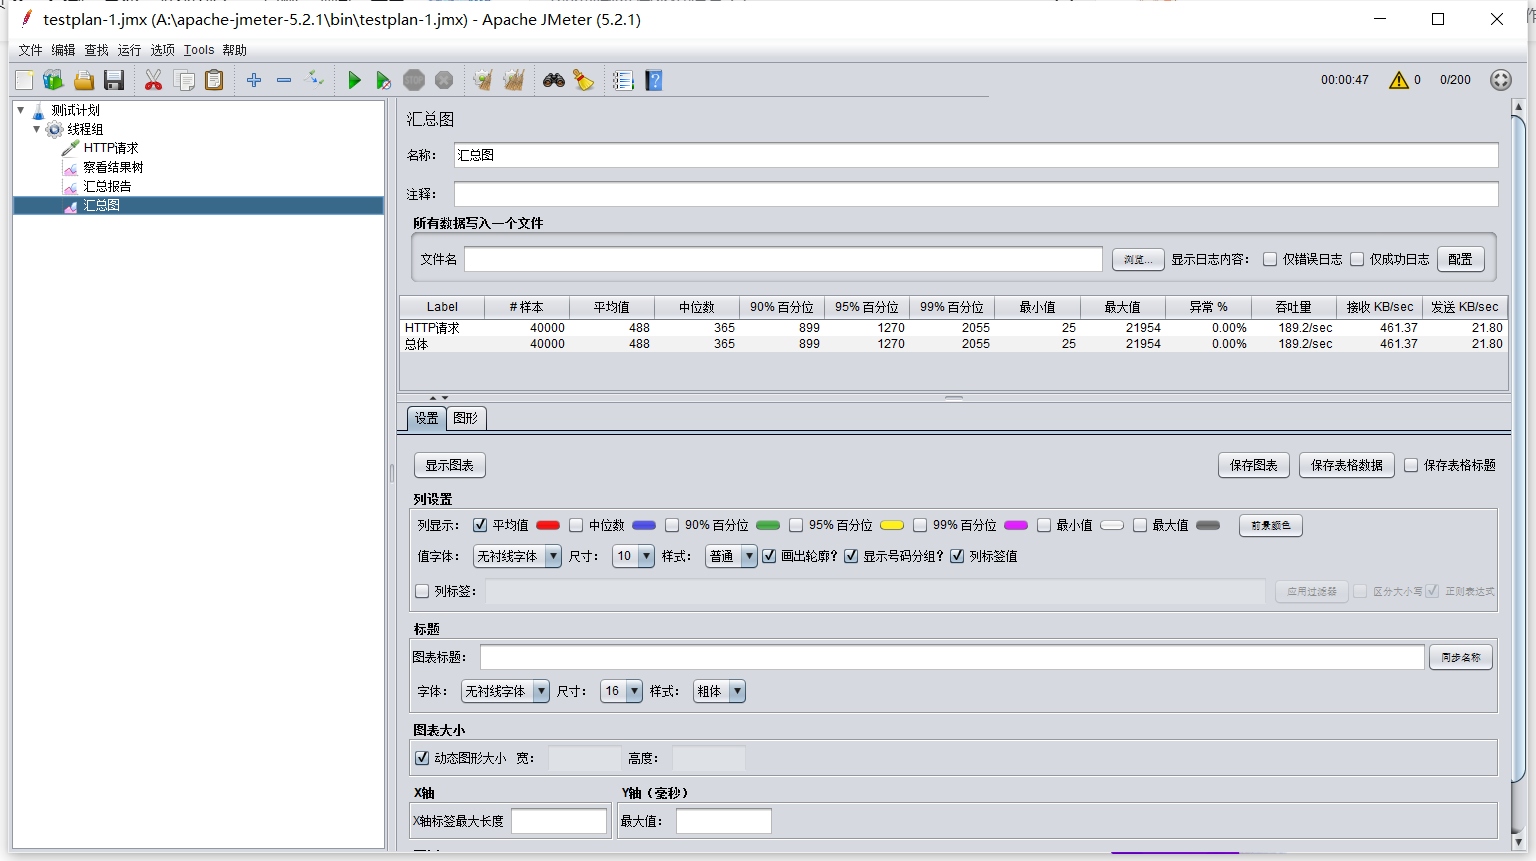 testplan-1.jmx (A:\apache-jmeter-5.2.1\bin\testplan-1.jmx) - Apache JMeter (5.2.1)
文件 编辑 查找 运行 选项 Tools 帮助
STOP 00:00:47 0 0/200
测试计划
线程组
HTTP请求
察看结果树
汇总报告
汇总图
汇总图
名称： 汇总图
注释：
所有数据写入一个文件
文件名 浏览... 显示日志内容： 仅错误日志 仅成功日志 配置
Label # 样本 平均值 中位数 90% 百分位 95% 百分位 99% 百分位 最小值 最大值 异常 % 吞吐量 接收 KB/sec 发送 KB/sec
HTTP请求 40000 488 365 899 1270 2055 25 21954 0.00% 189.2/sec 461.37 21.80
总体 40000 488 365 899 1270 2055 25 21954 0.00% 189.2/sec 461.37 21.80
设置 图形
显示图表 保存图表 保存表格数据 保存表格标题
列设置
列显示： 平均值 中位数 90% 百分位 95% 百分位 99% 百分位 最小值 最大值 前景颜色
值字体： 无衬线字体 尺寸： 10 样式： 普通 画出轮廓？ 显示号码分组？ 列标签值
列标签： 应用过滤器 区分大小写 正则表达式
标题
图表标题： 同步名称
字体： 无衬线字体 尺寸： 16 样式： 粗体
图表大小
动态图形大小 宽： 高度：
X轴 Y轴（毫秒）
X轴标签最大长度 最大值：